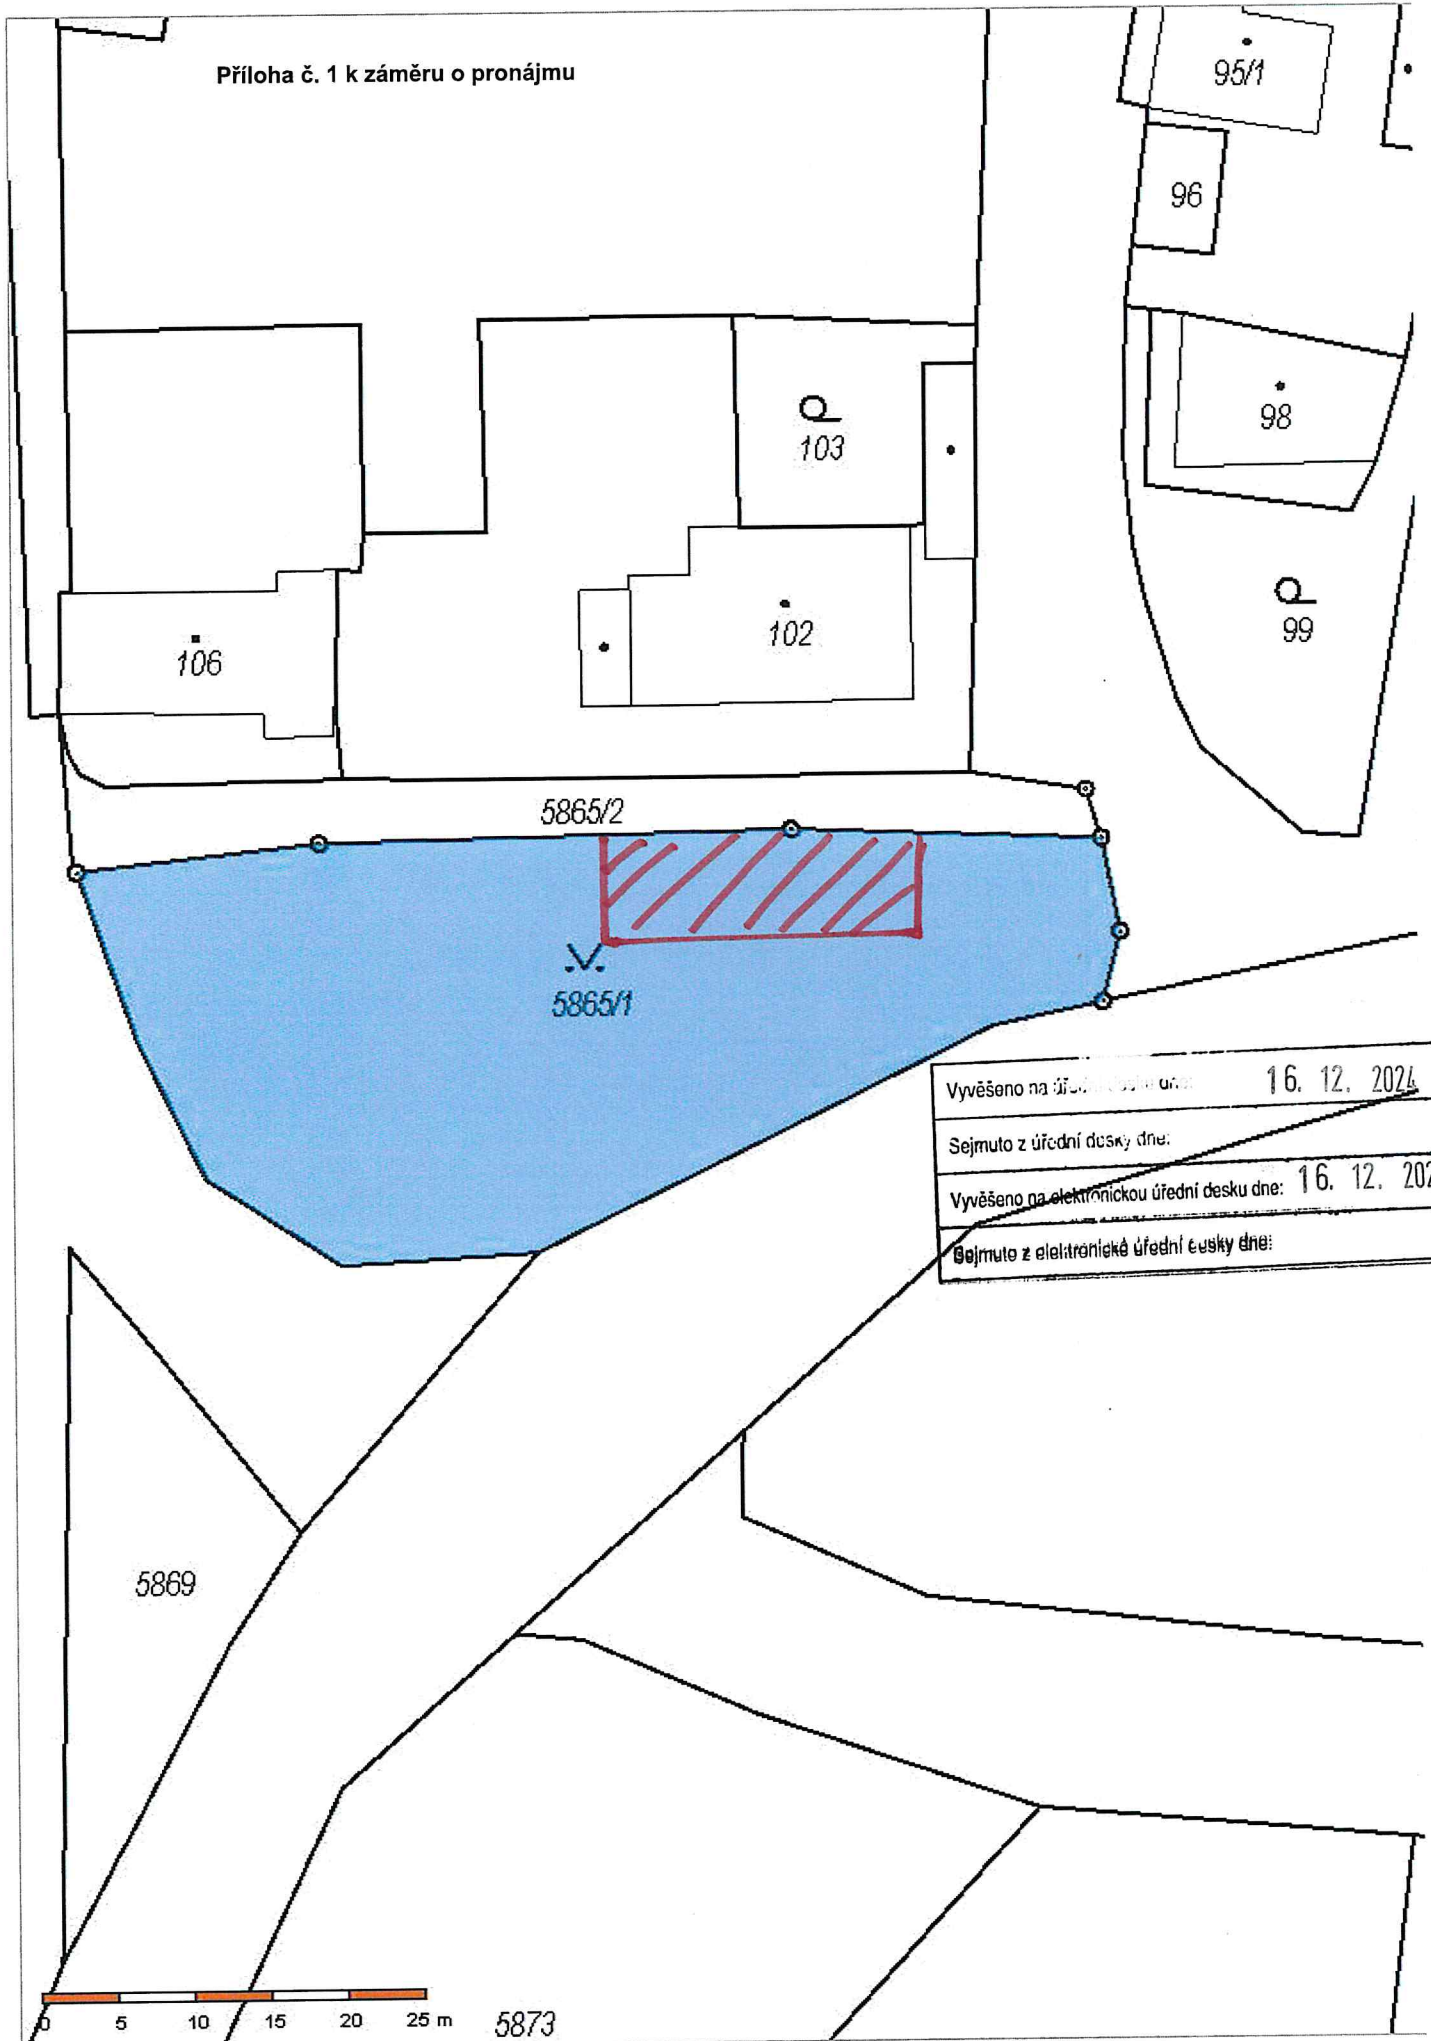 Příloha č. 1 k záměru o pronájmu
95/1
96
98
103
99
102
106
5865/2
5865/1
Vyvěšeno na dne: 16. 12. 2024
Sejmuto z úřední desky dne:
Vyvěšeno na elektronickou úřední desku dne: 16. 12. 202
Sejmuto z elektronické úřední desky dne:
5869
0 5 10 15 20 25 m
5873